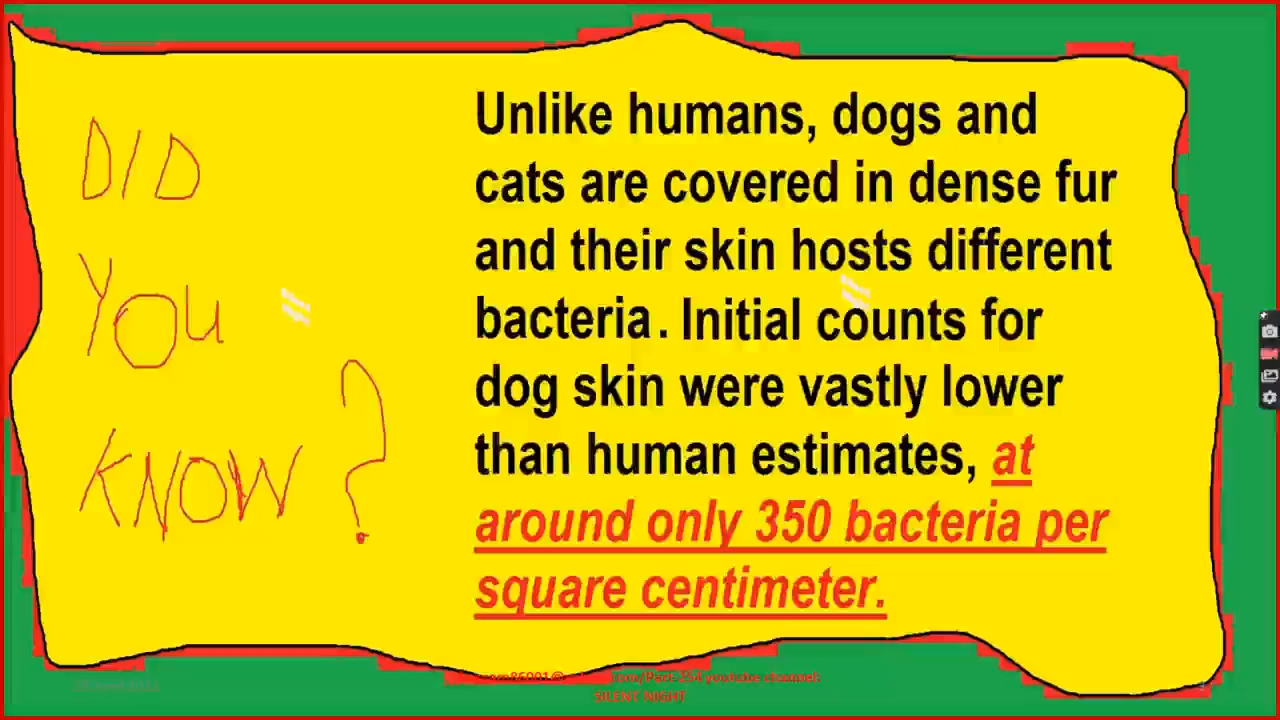 DID
YOU
KNOW?
Unlike humans, dogs and
cats are covered in dense fur
and their skin hosts different
bacteria. Initial counts for
dog skin were vastly lower
than human estimates, at
around only 350 bacteria per
square centimeter.
youtube channel:
SILENT NIGHT